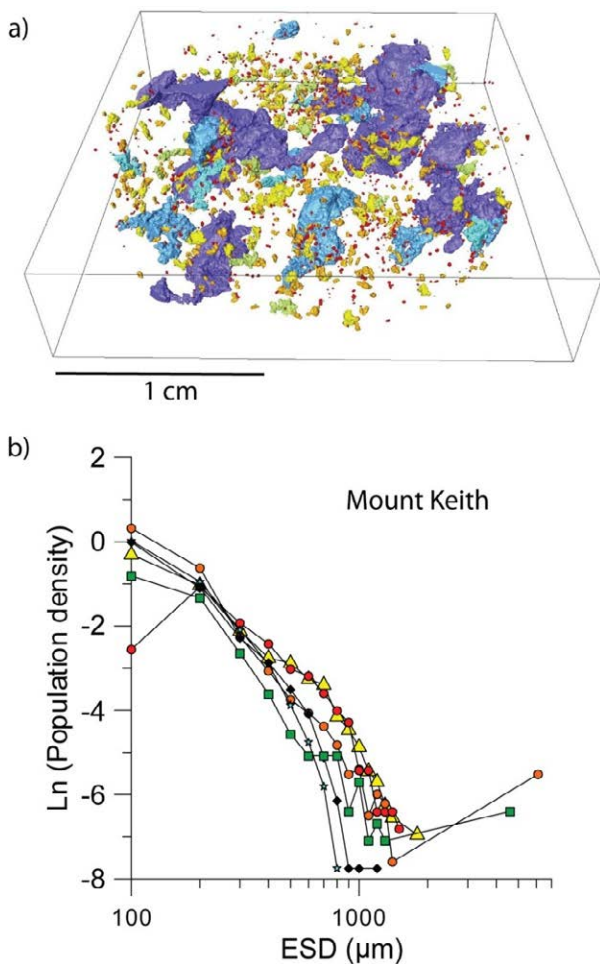 a)
1 cm
b)
Mount Keith
Ln (Population density)
2
0
-2
-4
-6
-8
100
1000
ESD (µm)